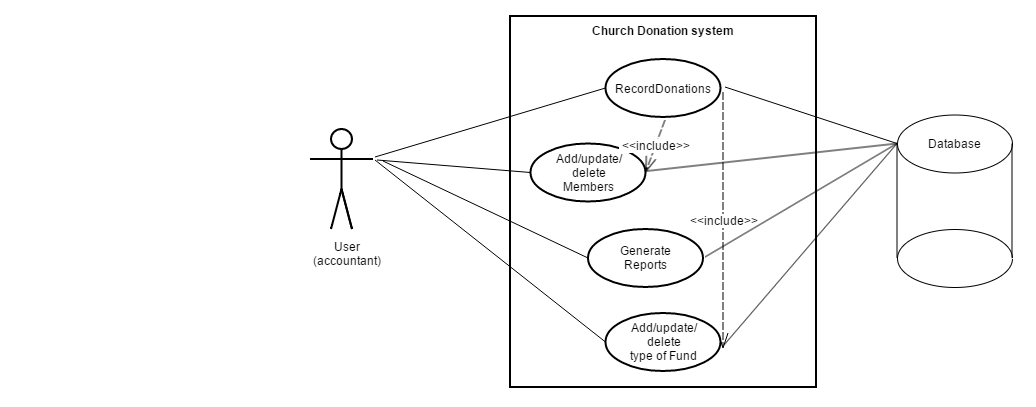 Church Donation system
RecordDonations
<<include>>
Add/update/
delete
Members
Database
<<include>>
User
(accountant)
Generate
Reports
Add/update/
delete
type of Fund